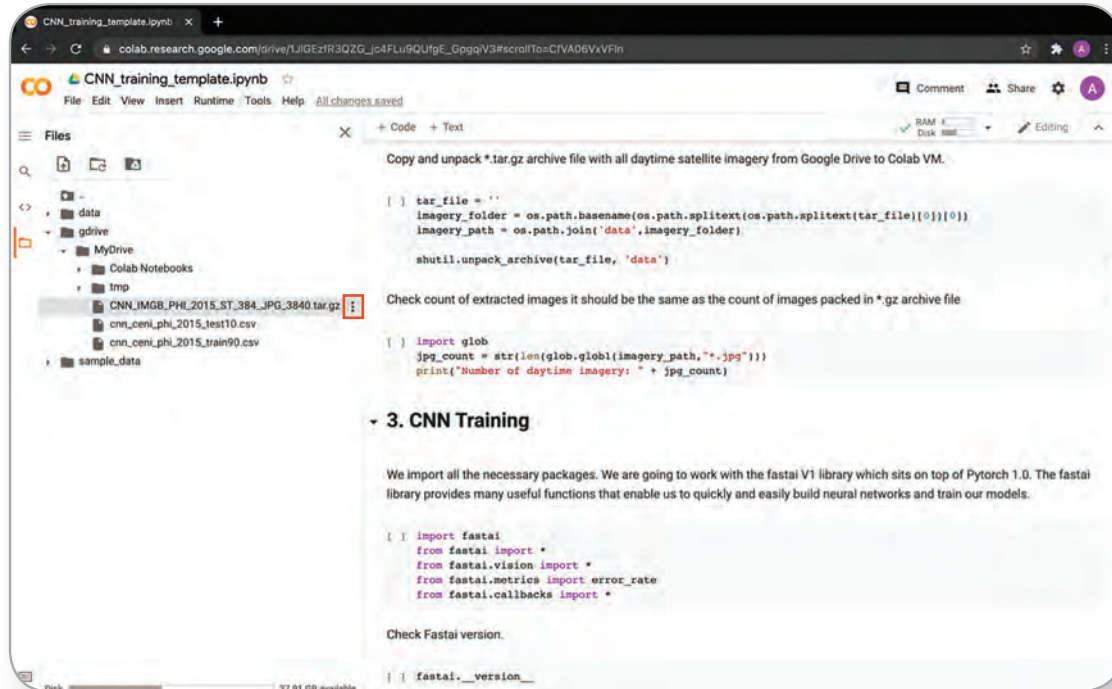 CNN_training_template.ipynb
colab.research.google.com/drive/1JlGEzfR3QZG_jc4FLu9QUfgE_GpgqiV3#scrollTo=CfVA06VxVFIn
A
CNN_training_template.ipynb
File Edit View Insert Runtime Tools Help All changes saved
Comment Share A
Files
+ Code + Text
RAM
Disk
Editing
..
data
gdrive
MyDrive
Colab Notebooks
tmp
CNN_IMGB_PHI_2015_ST_384_JPG_3840.tar.gz
cnn_ceni_phi_2015_test10.csv
cnn_ceni_phi_2015_train90.csv
sample_data
Copy and unpack *.tar.gz archive file with all daytime satellite imagery from Google Drive to Colab VM.
[ ] tar_file = ''
imagery_folder = os.path.basename(os.path.splitext(os.path.splitext(tar_file)[0])[0])
imagery_path = os.path.join('data',imagery_folder)
shutil.unpack_archive(tar_file, 'data')
Check count of extracted images it should be the same as the count of images packed in *.gz archive file
[ ] import glob
jpg_count = str(len(glob.glob1(imagery_path,"*.jpg")))
print("Number of daytime imagery: " + jpg_count)
3. CNN Training
We import all the necessary packages. We are going to work with the fastai V1 library which sits on top of Pytorch 1.0. The fastai
library provides many useful functions that enable us to quickly and easily build neural networks and train our models.
[ ] import fastai
from fastai import *
from fastai.vision import *
from fastai.metrics import error_rate
from fastai.callbacks import *
Check Fastai version.
[ ] fastai.__version__
Disk 37.91 GB available